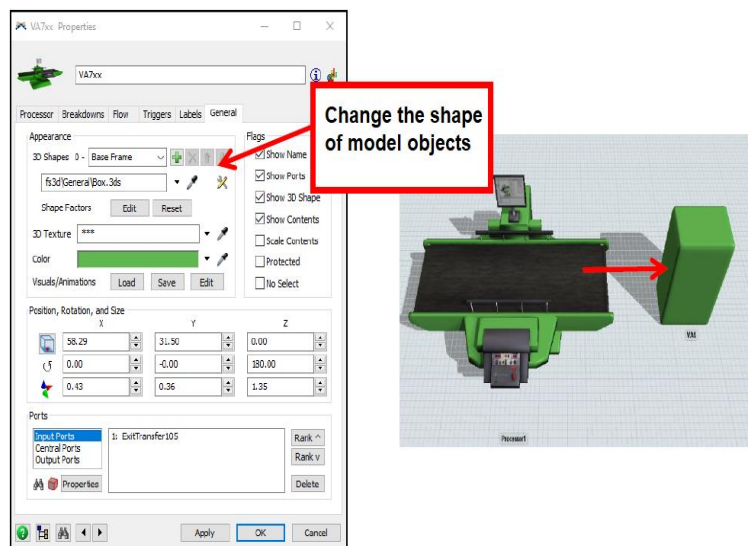 VA7xx Properties
VA7xx
Processor Breakdowns Flow Triggers Labels General
Appearance
3D Shapes 0 - Base Frame
fs3d\General\Box.3ds
Shape Factors Edit Reset
3D Texture ***
Color
Visuals/Animations Load Save Edit
Flags
Show Name
Show Ports
Show 3D Shape
Show Contents
Scale Contents
Protected
No Select
Position, Rotation, and Size
X Y Z
58.29 31.50 0.00
0.00 -0.00 180.00
0.43 0.36 1.35
Ports
Input Ports
Central Ports
Output Ports
1: ExitTransfer105
Rank ^
Rank v
Properties
Delete
Apply OK Cancel
Change the shape
of model objects
Processor1